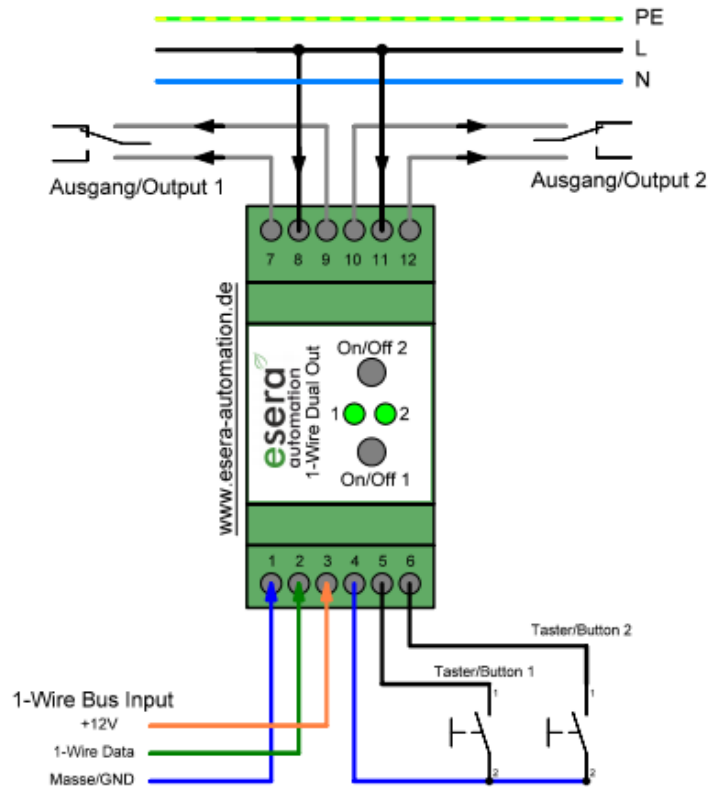 PE
L
N
Ausgang/Output 1
Ausgang/Output 2
7 8 9 10 11 12
www.esera-automation.de
esera
automation
1-Wire Dual Out
On/Off 2
1 2
On/Off 1
1 2 3 4 5 6
Taster/Button 2
Taster/Button 1
1
1
1-Wire Bus Input
+12V
1-Wire Data
Masse/GND
2
2